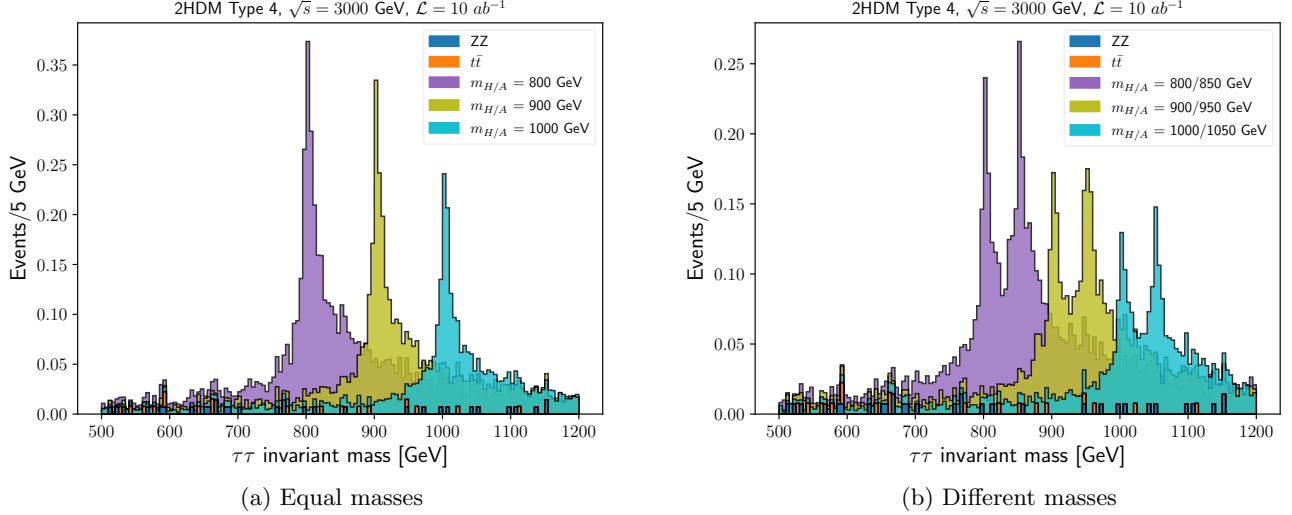 2HDM Type 4, √s = 3000 GeV, ℒ = 10 ab⁻¹
ZZ
tt̄
m_{H/A} = 800 GeV
m_{H/A} = 900 GeV
m_{H/A} = 1000 GeV
Events/5 GeV
0.35
0.30
0.25
0.20
0.15
0.10
0.05
0.00
500 600 700 800 900 1000 1100 1200
ττ invariant mass [GeV]
(a) Equal masses
2HDM Type 4, √s = 3000 GeV, ℒ = 10 ab⁻¹
ZZ
tt̄
m_{H/A} = 800/850 GeV
m_{H/A} = 900/950 GeV
m_{H/A} = 1000/1050 GeV
Events/5 GeV
0.25
0.20
0.15
0.10
0.05
0.00
500 600 700 800 900 1000 1100 1200
ττ invariant mass [GeV]
(b) Different masses